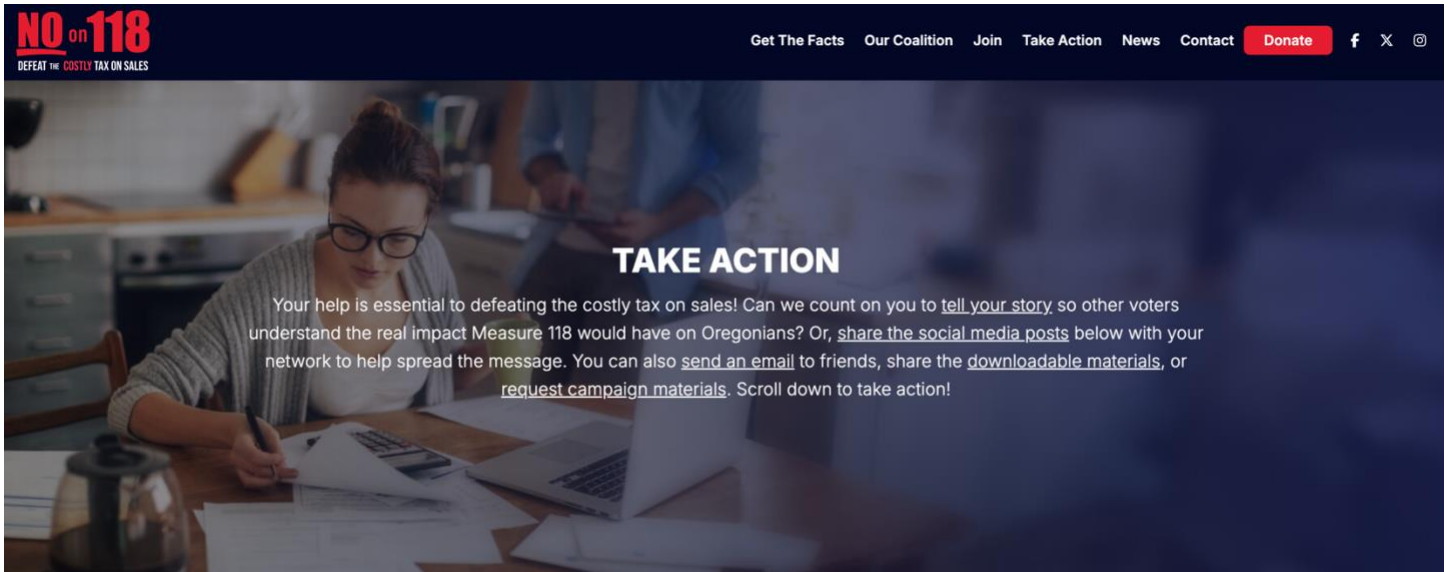 NO on 118
DEFEAT THE COSTLY TAX ON SALES
Get The Facts Our Coalition Join Take Action News Contact Donate
TAKE ACTION
Your help is essential to defeating the costly tax on sales! Can we count on you to tell your story so other voters
understand the real impact Measure 118 would have on Oregonians? Or, share the social media posts below with your
network to help spread the message. You can also send an email to friends, share the downloadable materials, or
request campaign materials. Scroll down to take action!